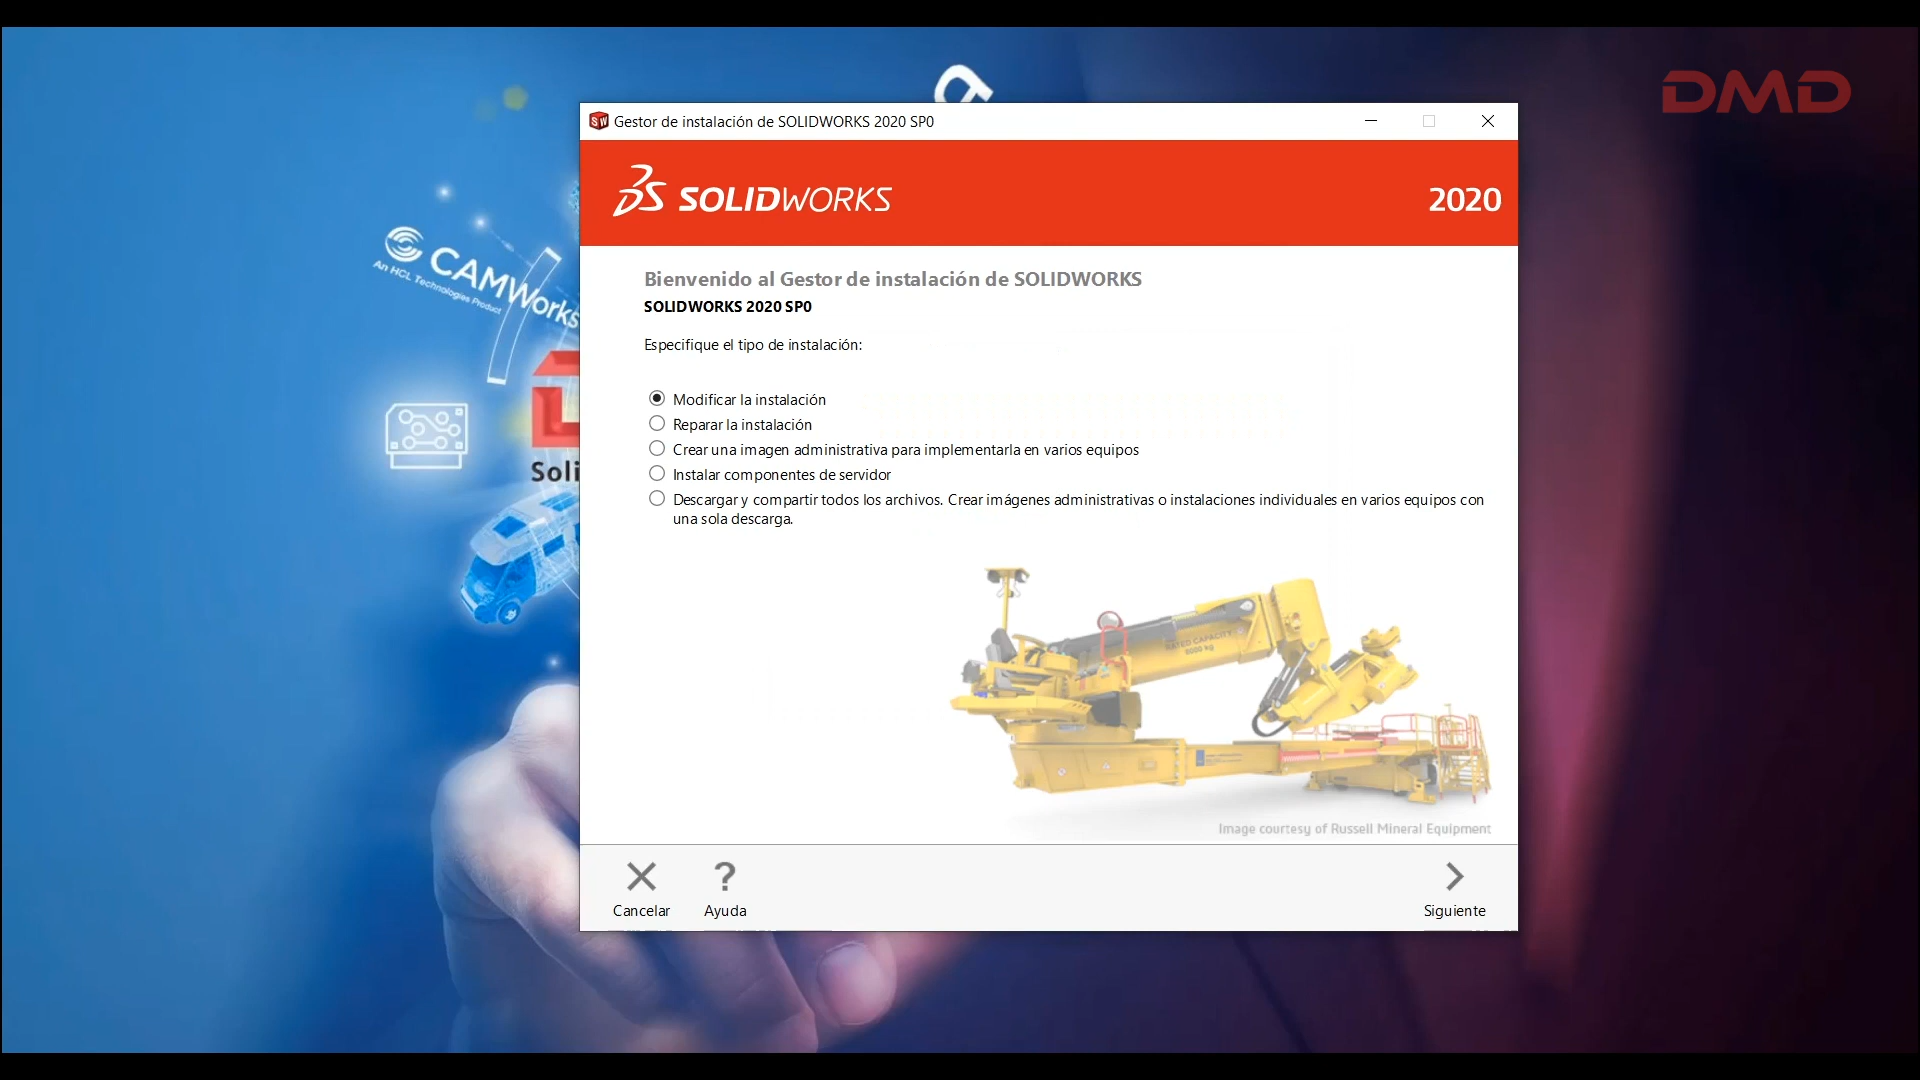 DMD
Gestor de instalación de SOLIDWORKS 2020 SP0
SOLIDWORKS
2020
CAMWorks
An HCL Technologies Product
Soli
Bienvenido al Gestor de instalación de SOLIDWORKS
SOLIDWORKS 2020 SP0
Especifique el tipo de instalación:
Modificar la instalación
Reparar la instalación
Crear una imagen administrativa para implementarla en varios equipos
Instalar componentes de servidor
Descargar y compartir todos los archivos. Crear imágenes administrativas o instalaciones individuales en varios equipos con
una sola descarga.
RATED CAPACITY
9000 kg
Image courtesy of Russell Mineral Equipment
Cancelar
Ayuda
Siguiente